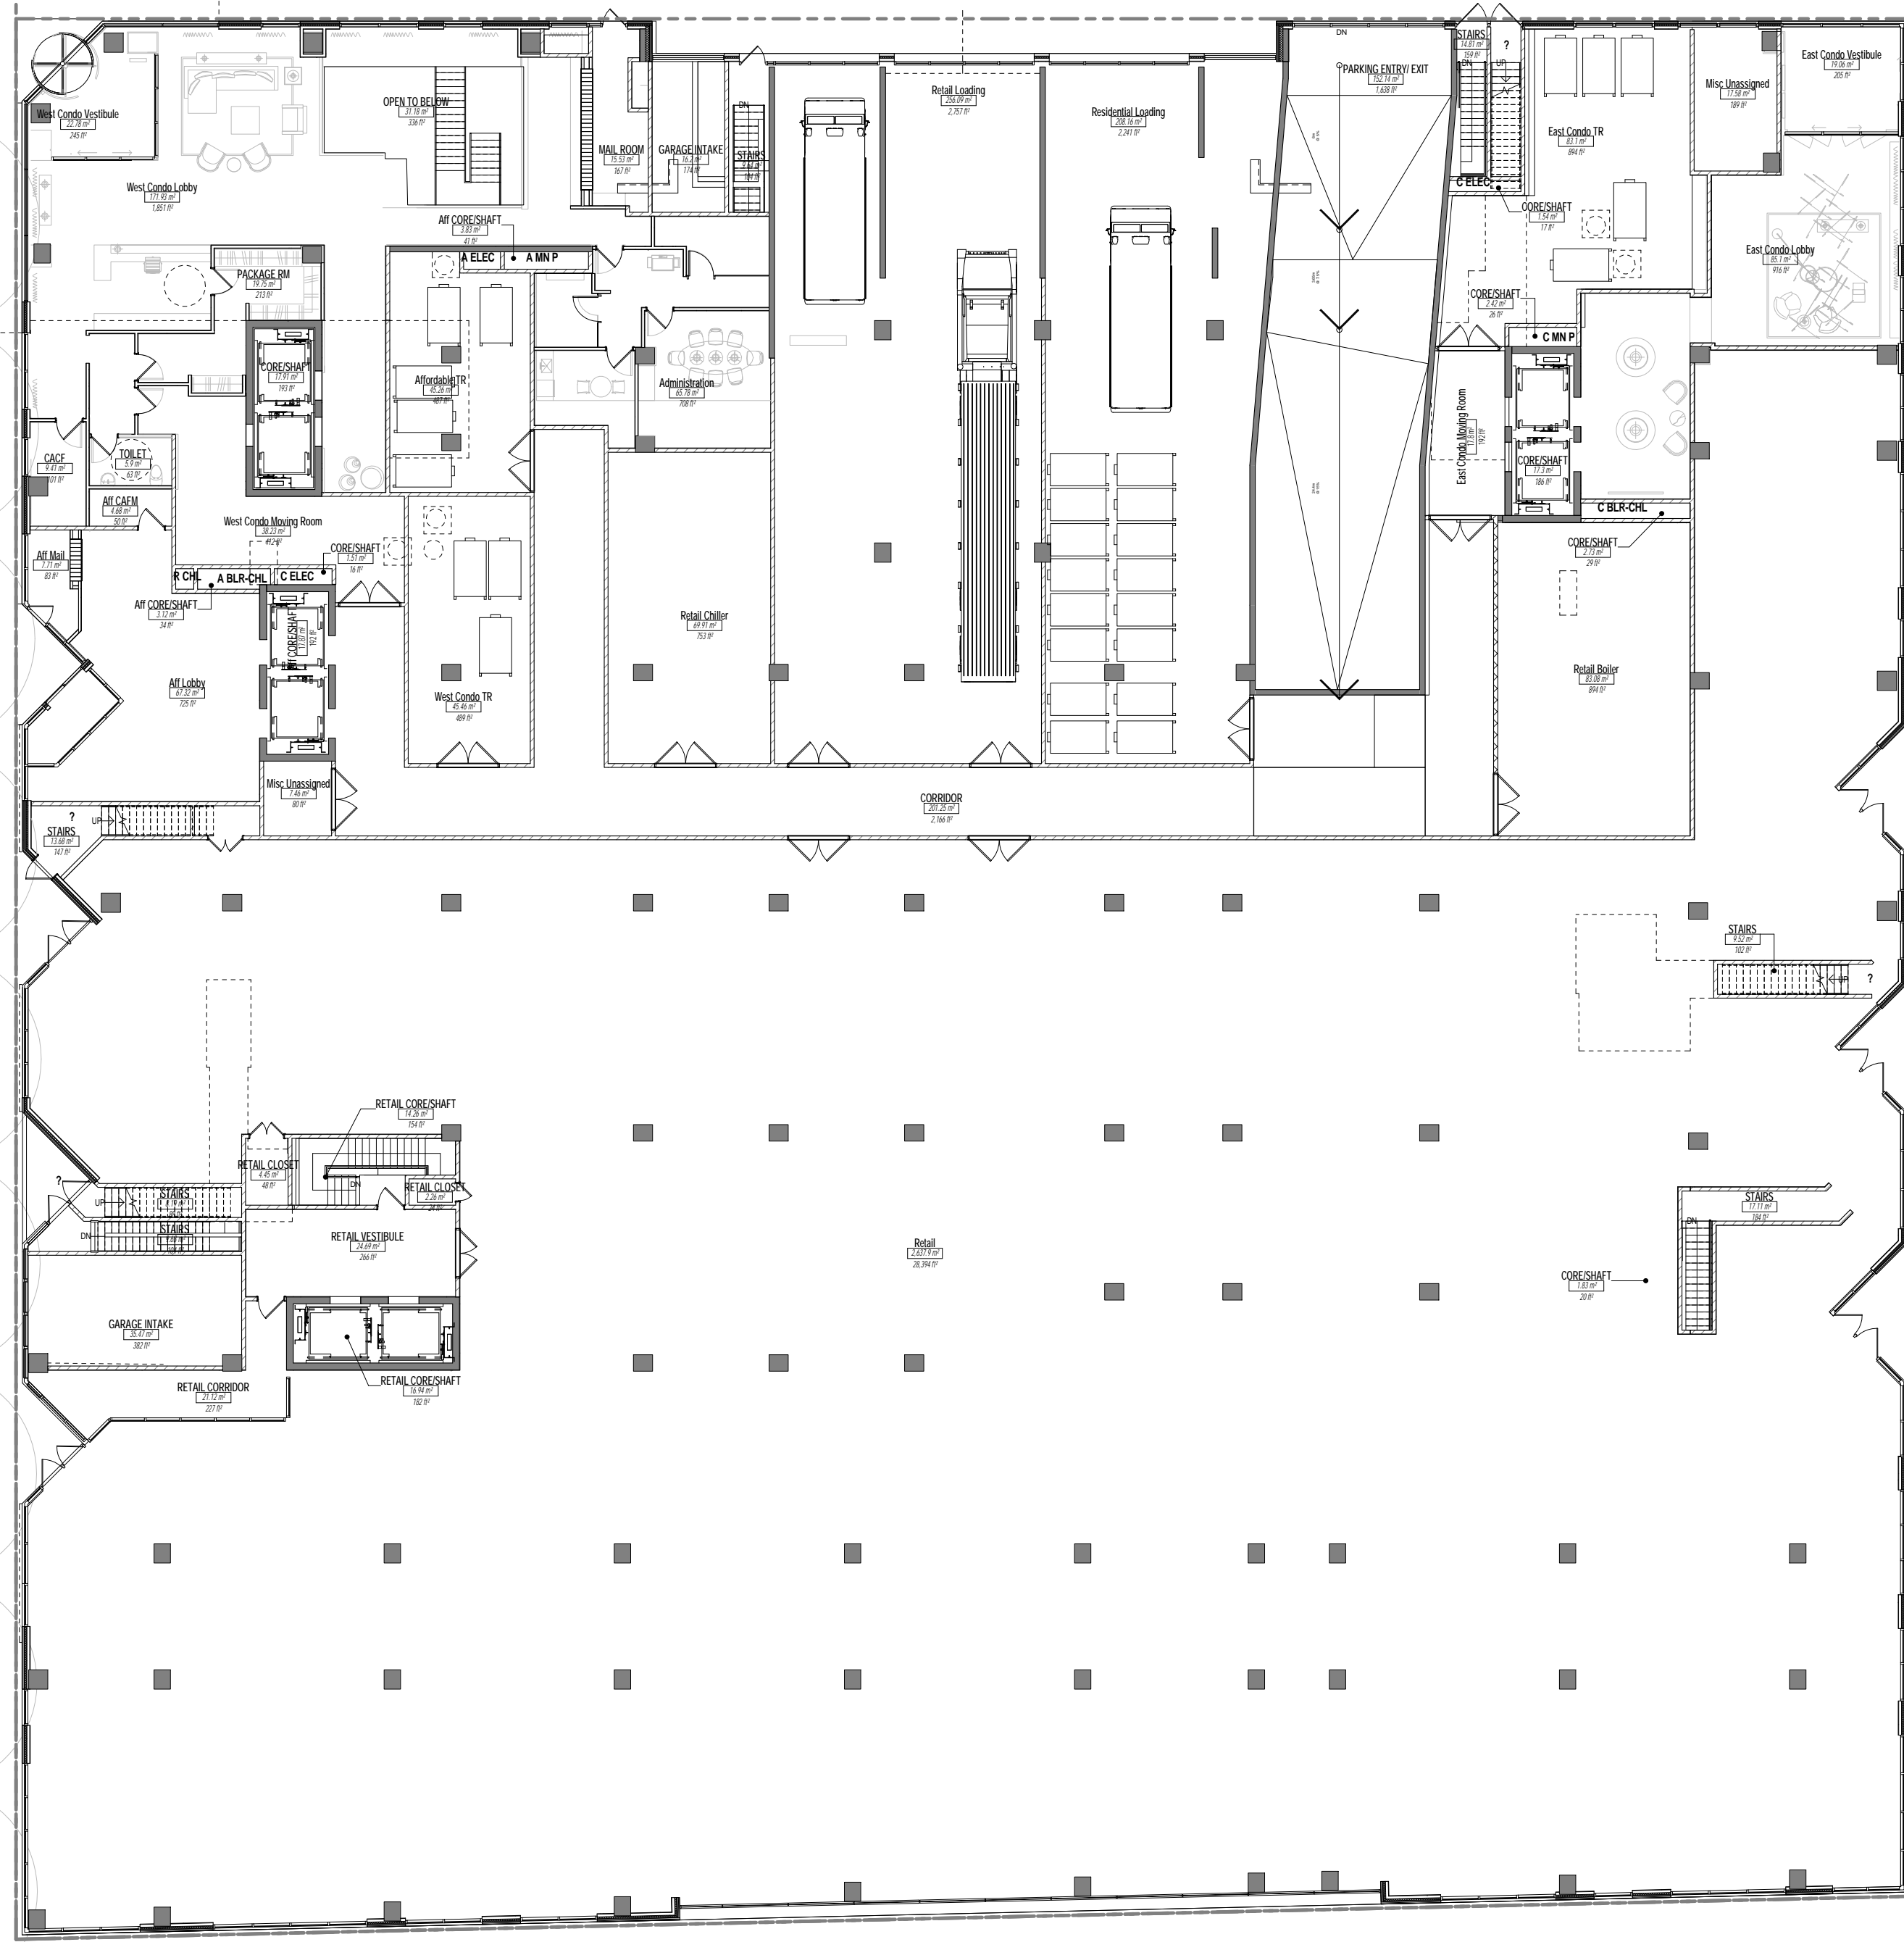 West Condo Vestibule
22.78 m²
245 ft²
OPEN TO BELOW
31.18 m²
336 ft²
West Condo Lobby
171.93 m²
1,851 ft²
MAIL ROOM
15.53 m²
167 ft²
GARAGE INTAKE
16.2 m²
174 ft²
DN
STAIRS
Retail Loading
256.09 m²
2,757 ft²
Residential Loading
208.16 m²
2,241 ft²
DN
PARKING ENTRY/ EXIT
152.14 m²
1,638 ft²
STAIRS
14.81 m²
159 ft²
DN
UP
?
C ELEC
East Condo TR
83.1 m²
894 ft²
Misc Unassigned
17.58 m²
189 ft²
East Condo Vestibule
19.06 m²
205 ft²
CORE/SHAFT
1.54 m²
17 ft²
East Condo Lobby
85.1 m²
916 ft²
CORE/SHAFT
2.42 m²
26 ft²
C MN P
Aff CORE/SHAFT
3.83 m²
41 ft²
A ELEC
A MN P
PACKAGE RM
19.75 m²
213 ft²
CORE/SHAFT
17.91 m²
193 ft²
Affordable TR
45.26 m²
487 ft²
Administration
65.78 m²
708 ft²
East Condo Moving Room
17.8 m²
192 ft²
CORE/SHAFT
17.3 m²
186 ft²
CACF
9.41 m²
101 ft²
TOILET
5.9 m²
63 ft²
Aff CAFM
4.68 m²
50 ft²
West Condo Moving Room
38.23 m²
412 ft²
C BLR-CHL
CORE/SHAFT
2.73 m²
29 ft²
Aff Mail
7.71 m²
83 ft²
CORE/SHAFT
1.51 m²
16 ft²
R CHL
A BLR-CHL
C ELEC
Aff CORE/SHAFT
3.12 m²
34 ft²
Aff CORE/SHAFT
17.87 m²
192 ft²
Retail Chiller
69.91 m²
753 ft²
Aff Lobby
67.32 m²
725 ft²
West Condo TR
45.46 m²
489 ft²
Retail Boiler
83.08 m²
894 ft²
Misc Unassigned
7.46 m²
80 ft²
CORRIDOR
201.25 m²
2,166 ft²
?
UP
STAIRS
13.68 m²
147 ft²
STAIRS
9.52 m²
102 ft²
UP
?
RETAIL CORE/SHAFT
14.26 m²
154 ft²
RETAIL CLOSET
4.45 m²
48 ft²
DN
RETAIL CLOSET
2.26 m²
24 ft²
?
UP
STAIRS
DN
STAIRS
RETAIL VESTIBULE
24.69 m²
266 ft²
Retail
2,637.9 m²
28,394 ft²
STAIRS
17.11 m²
184 ft²
DN
CORE/SHAFT
1.83 m²
20 ft²
GARAGE INTAKE
35.47 m²
382 ft²
RETAIL CORRIDOR
21.12 m²
227 ft²
RETAIL CORE/SHAFT
16.94 m²
182 ft²